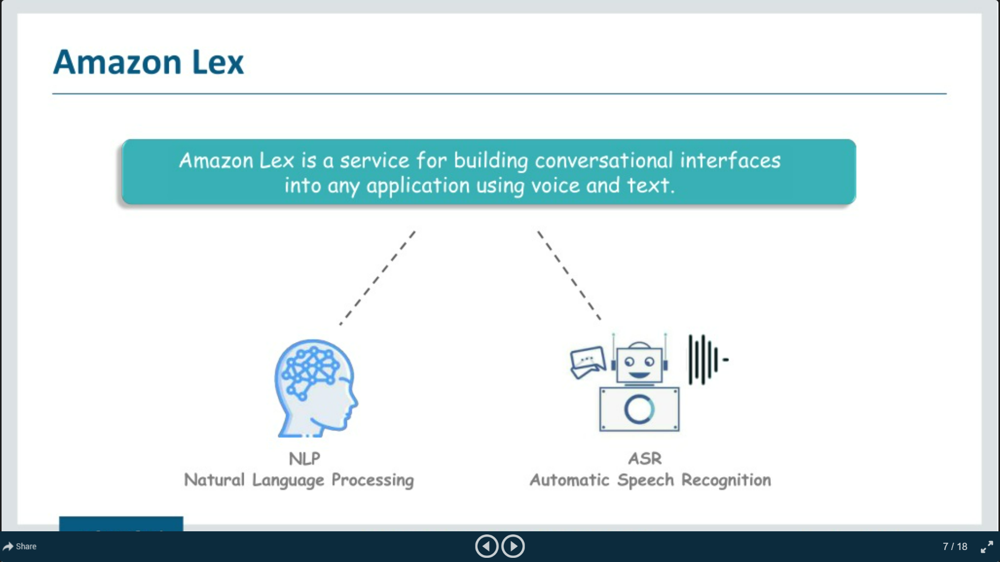 Amazon Lex
Amazon Lex is a service for building conversational interfaces
into any application using voice and text.
NLP
Natural Language Processing
ASR
Automatic Speech Recognition
Share
7 / 18